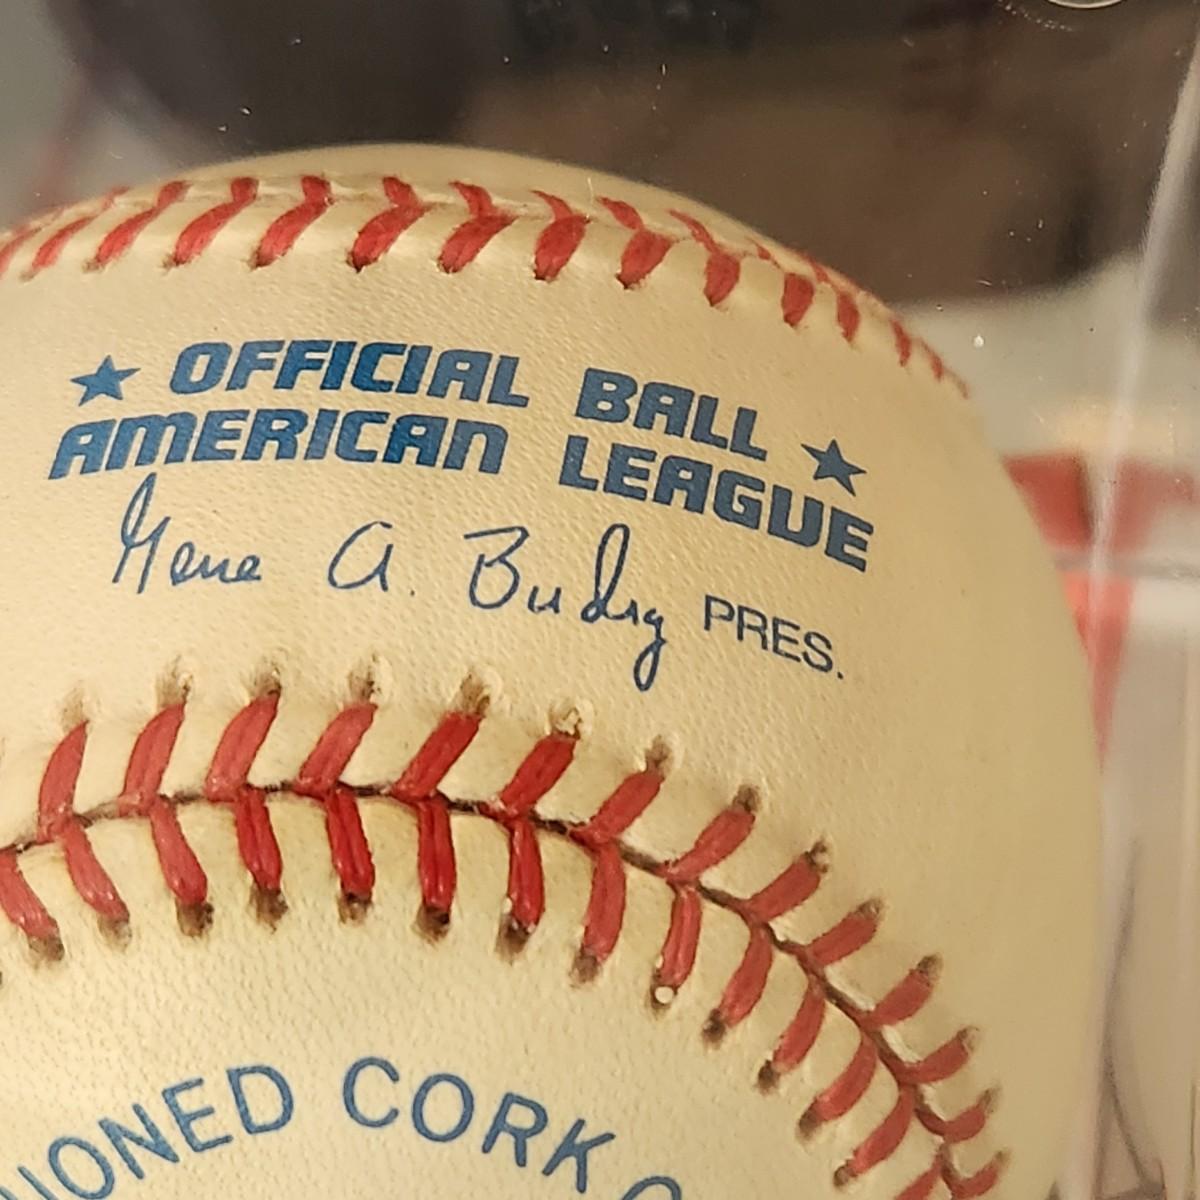 ★ OFFICIAL BALL ★
AMERICAN LEAGUE
Gene A. Budig PRES.
IONED CORK C